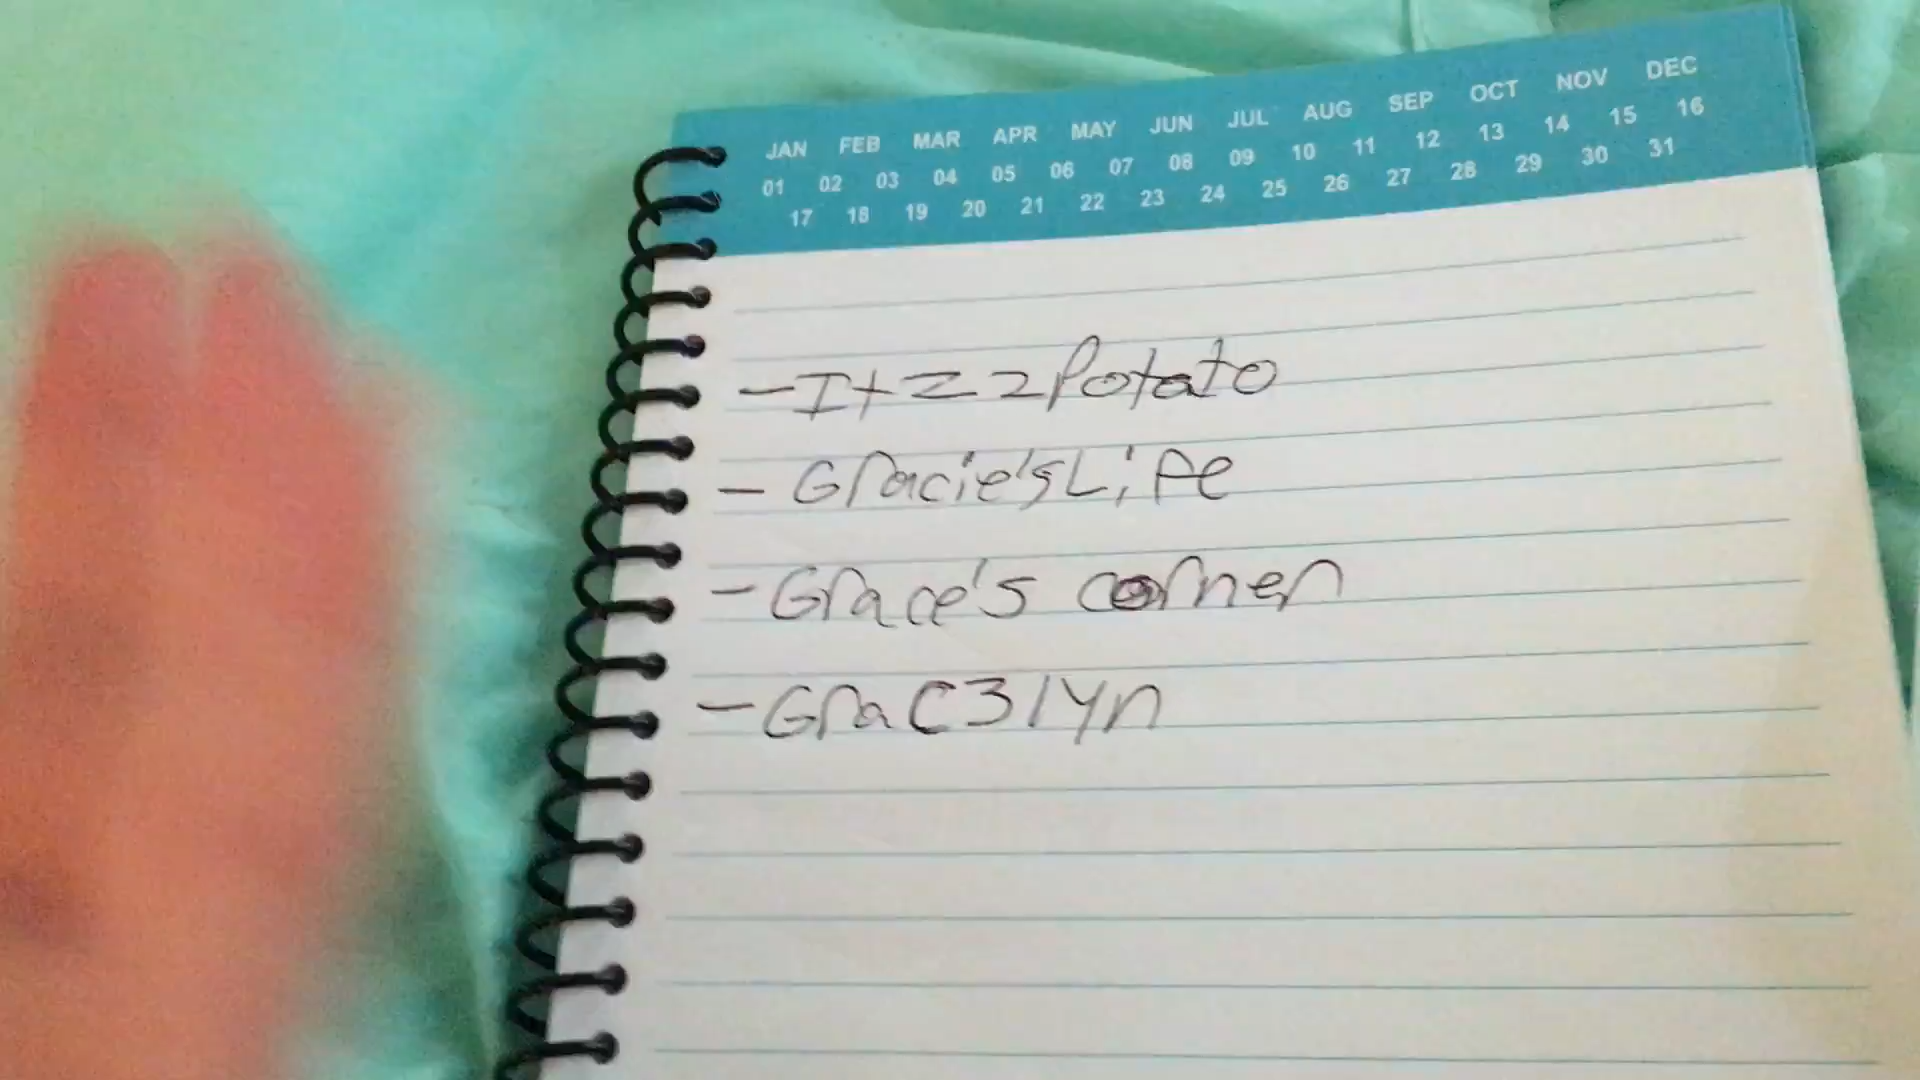 JAN FEB MAR APR MAY JUN JUL AUG SEP OCT NOV DEC
01 02 03 04 05 06 07 08 09 10 11 12 13 14 15 16
17 18 19 20 21 22 23 24 25 26 27 28 29 30 31
-ItZzPotato
- Gracie'sLife
-Grace's corner
-GraC3lyn